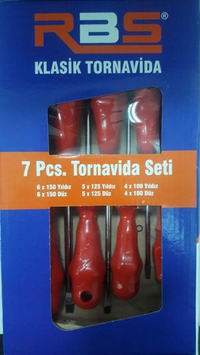 RBS®
KLASİK TORNAVİDA
7 Pcs. Tornavida Seti
6 x 150 Yıldız 5 x 125 Yıldız 4 x 100 Yıldız
6 x 150 Düz 5 x 125 Düz 4 x 100 Düz